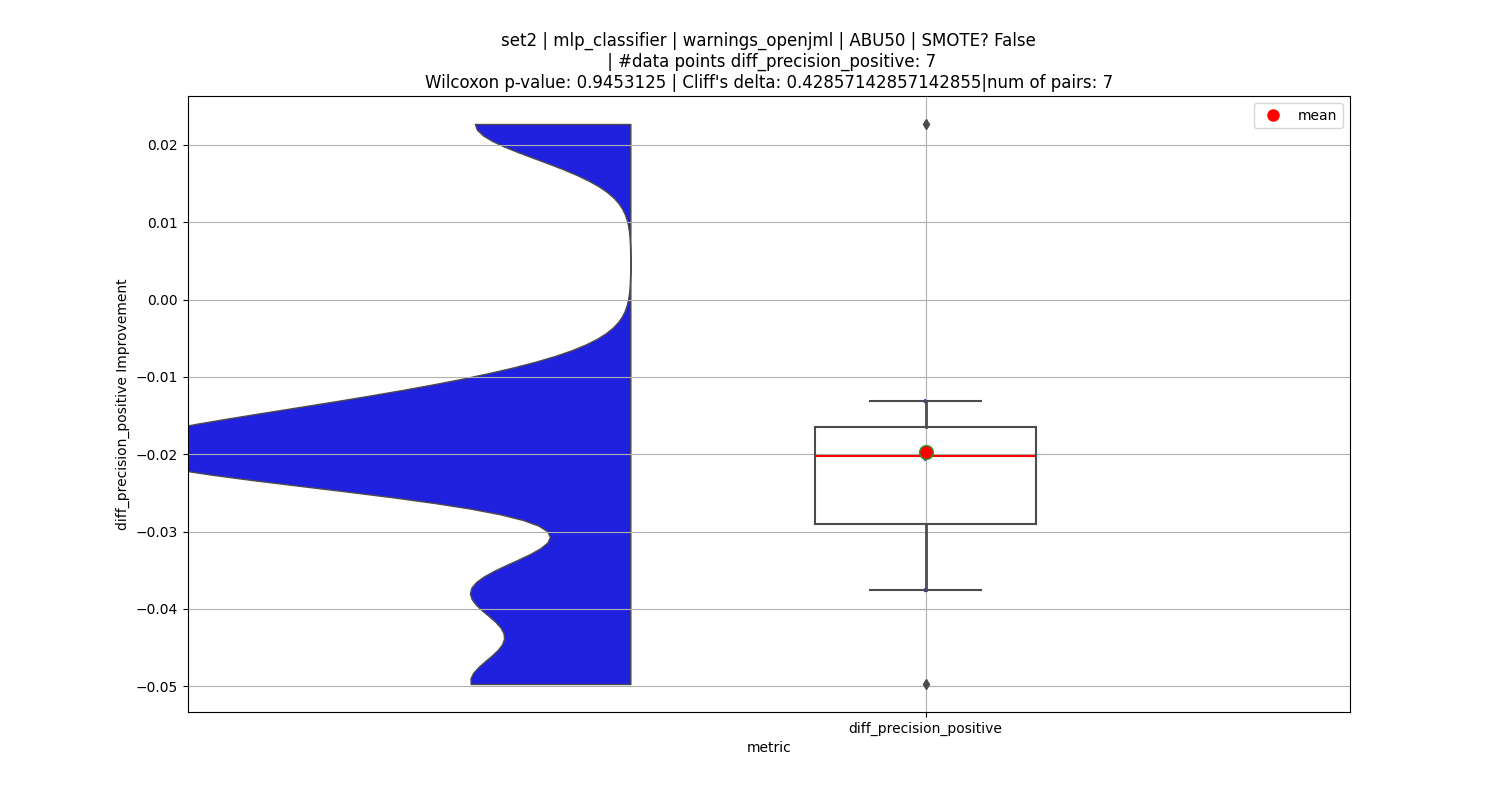 set2 | mlp_classifier | warnings_openjml | ABU50 | SMOTE? False
| #data points diff_precision_positive: 7
Wilcoxon p-value: 0.9453125 | Cliff's delta: 0.42857142857142855|num of pairs: 7
mean
0.02
0.01
0.00
−0.01
−0.02
−0.03
−0.04
−0.05
diff_precision_positive Improvement
diff_precision_positive
metric